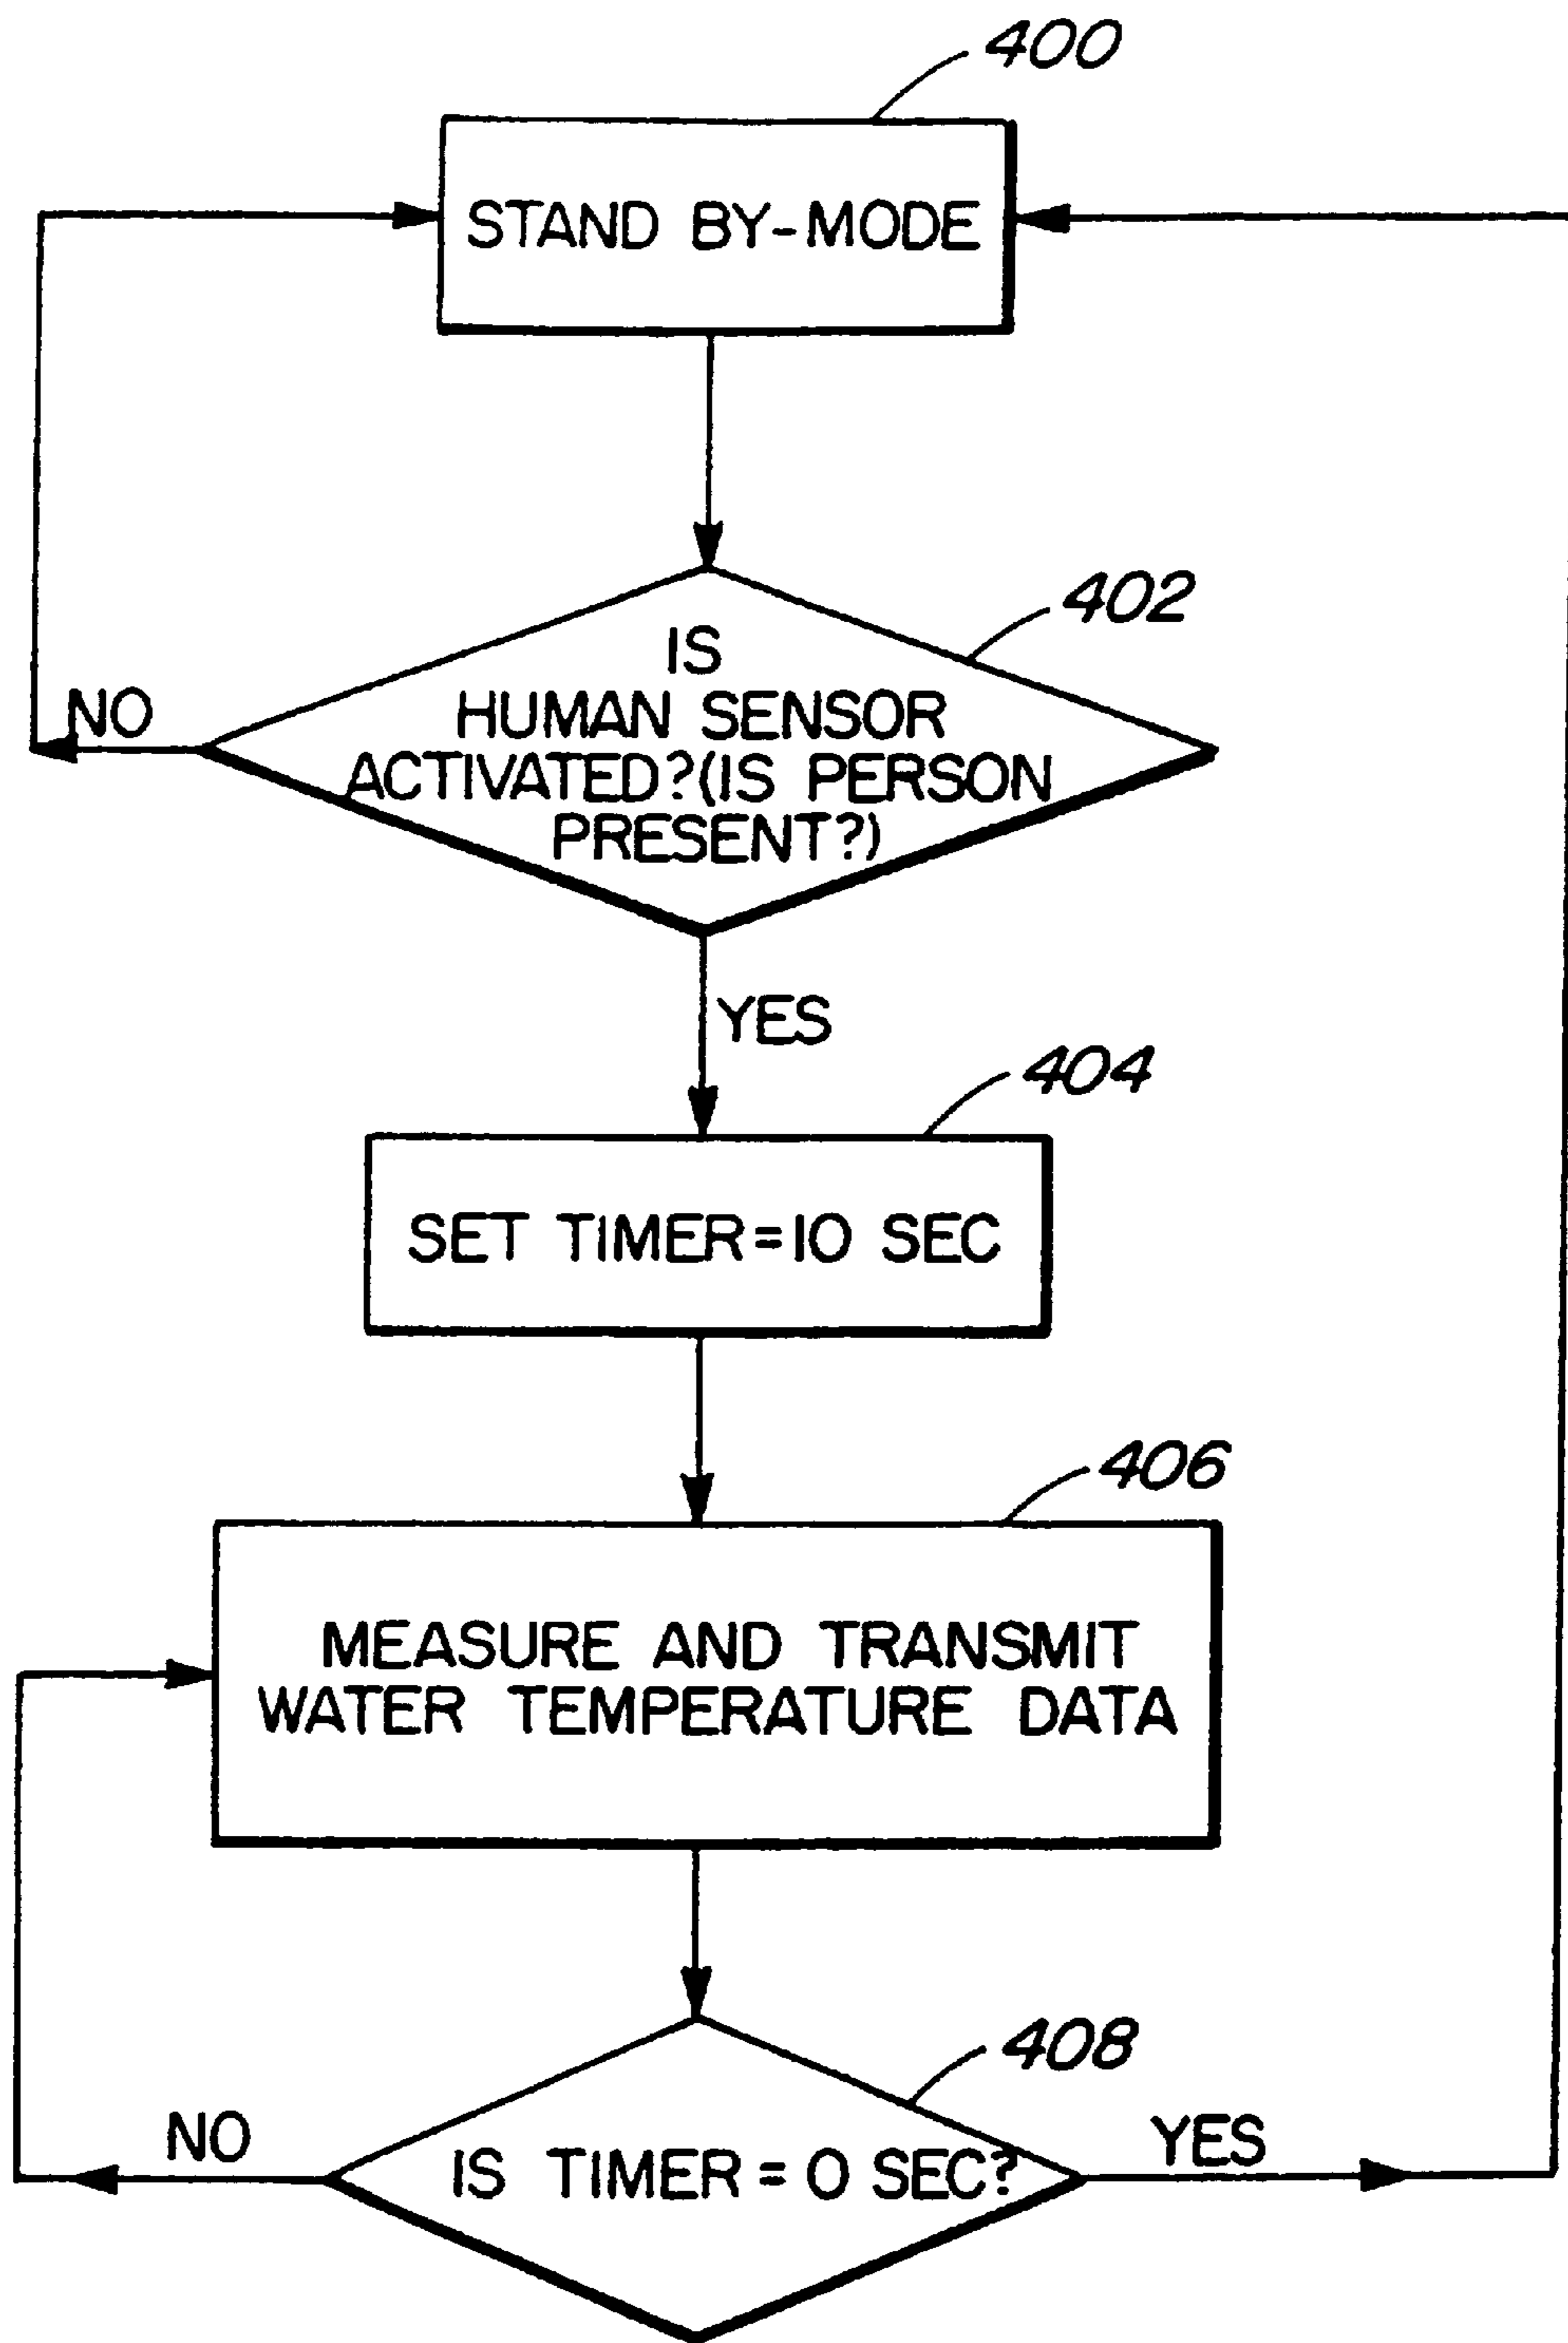 400
STAND BY-MODE
402
IS
HUMAN SENSOR
ACTIVATED?(IS PERSON
PRESENT?)
NO
YES
404
SET TIMER=10 SEC
406
MEASURE AND TRANSMIT
WATER TEMPERATURE DATA
408
NO
IS TIMER=0 SEC?
YES